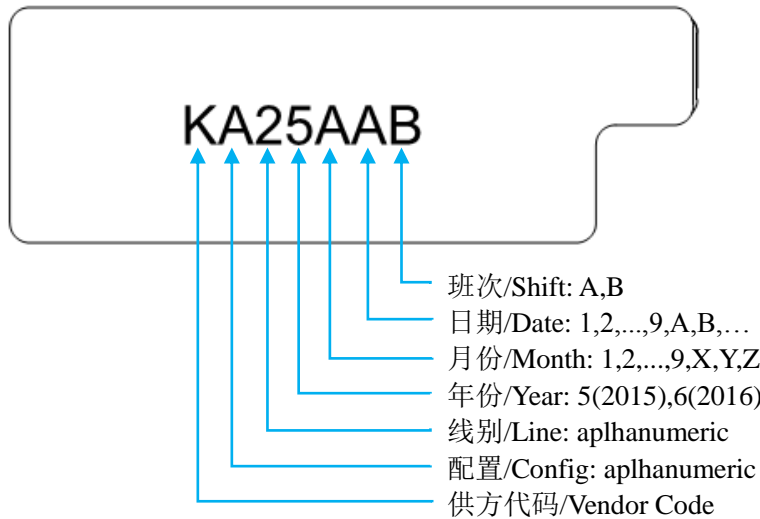 KA25AAB
班次/Shift: A,B
日期/Date: 1,2,...,9,A,B,…
月份/Month: 1,2,...,9,X,Y,Z
年份/Year: 5(2015),6(2016)
线别/Line: aplhanumeric
配置/Config: aplhanumeric
供方代码/Vendor Code